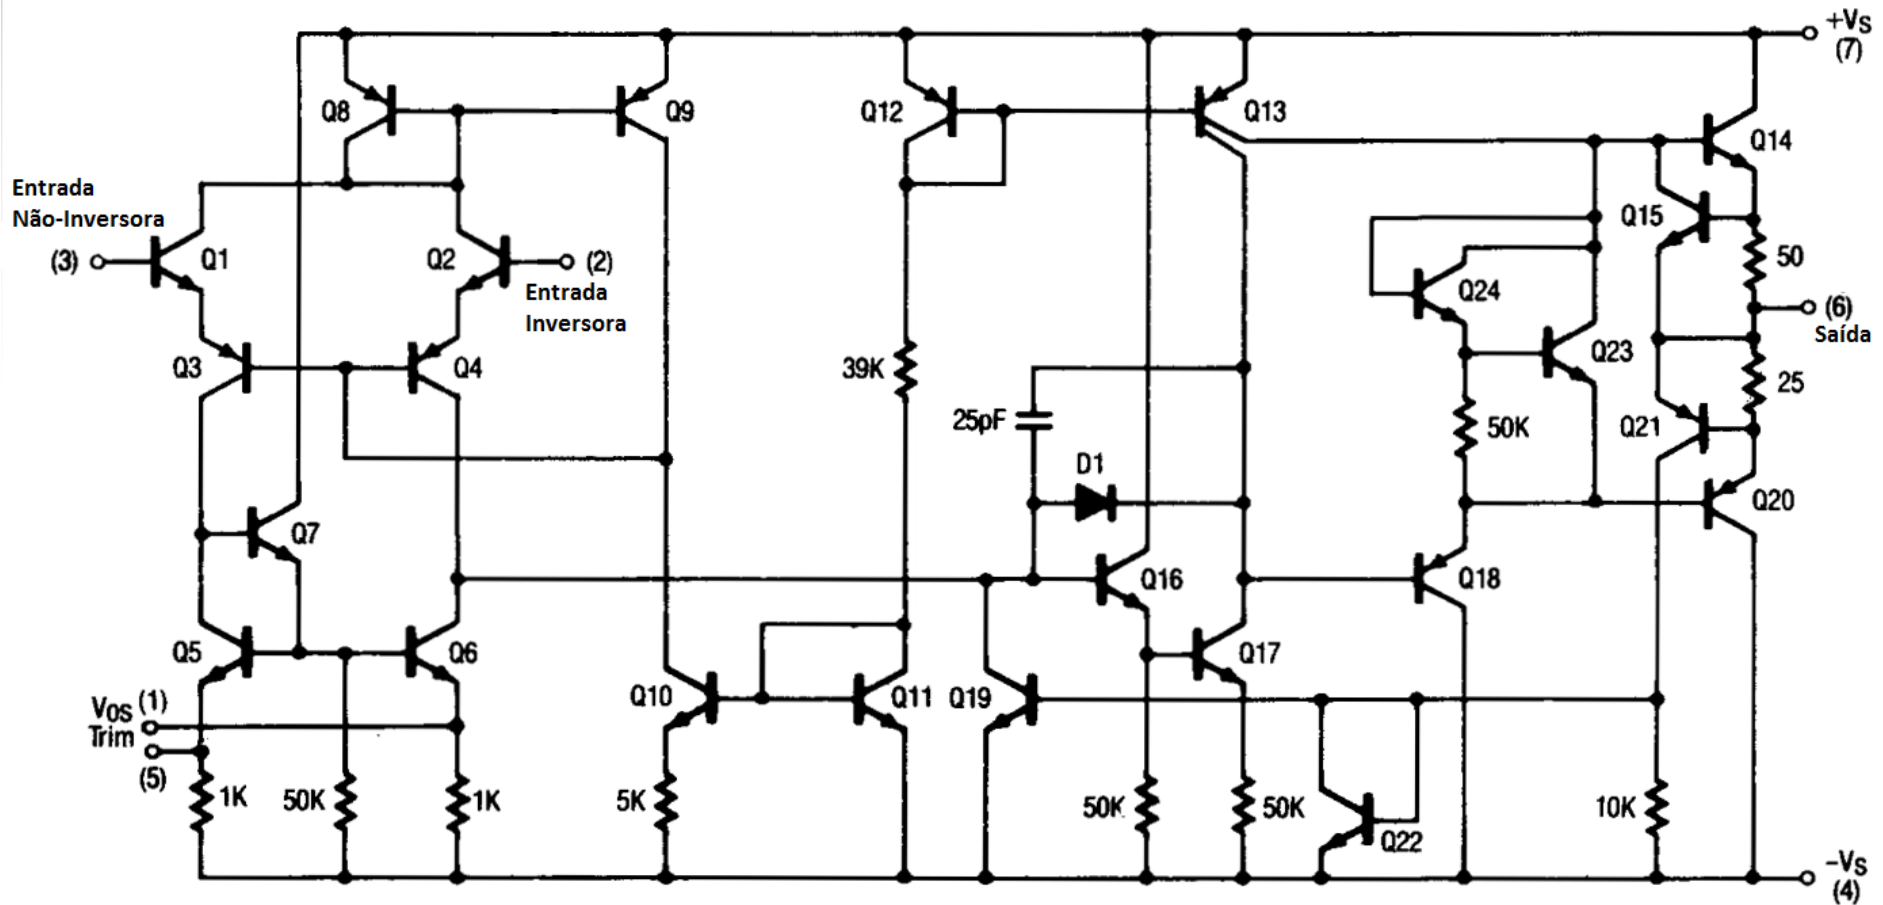 +Vs
(7)
Q8
Q9
Q12
Q13
Q14
Entrada
Não-Inversora
(3)
Q1
Q2
(2)
Entrada
Inversora
Q15
50
Q24
(6)
Saída
Q3
Q4
39K
Q23
25
25pF
50K
Q21
D1
Q7
Q20
Q16
Q18
Q5
Q6
Q17
Q10
Q11
Q19
VOS (1)
Trim
(5)
1K
50K
1K
5K
50K
50K
Q22
10K
-Vs
(4)